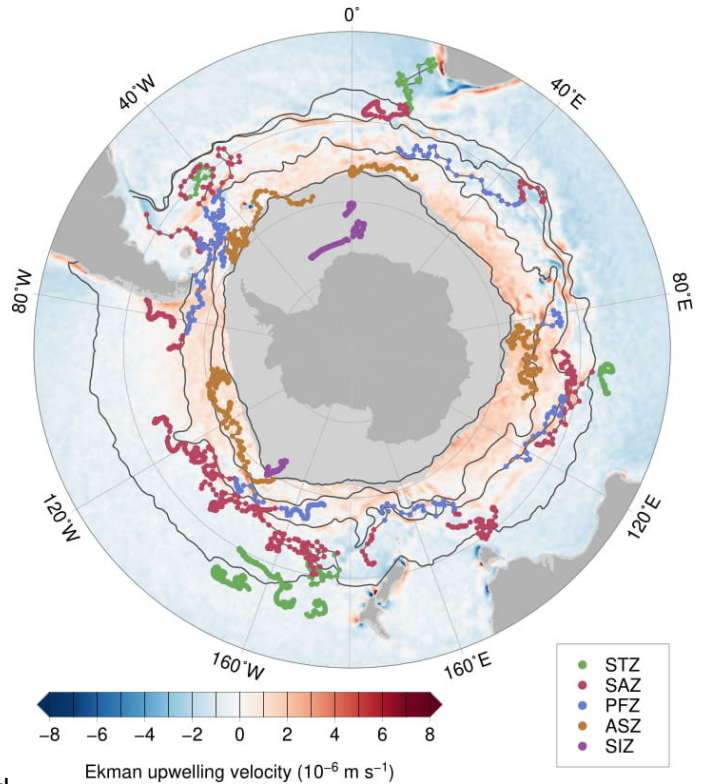 0°
40°W
40°E
80°W
80°E
120°W
120°E
160°W
160°E
STZ
SAZ
PFZ
ASZ
SIZ
−8 −6 −4 −2 0 2 4 6 8
Ekman upwelling velocity (10⁻⁶ m s⁻¹)